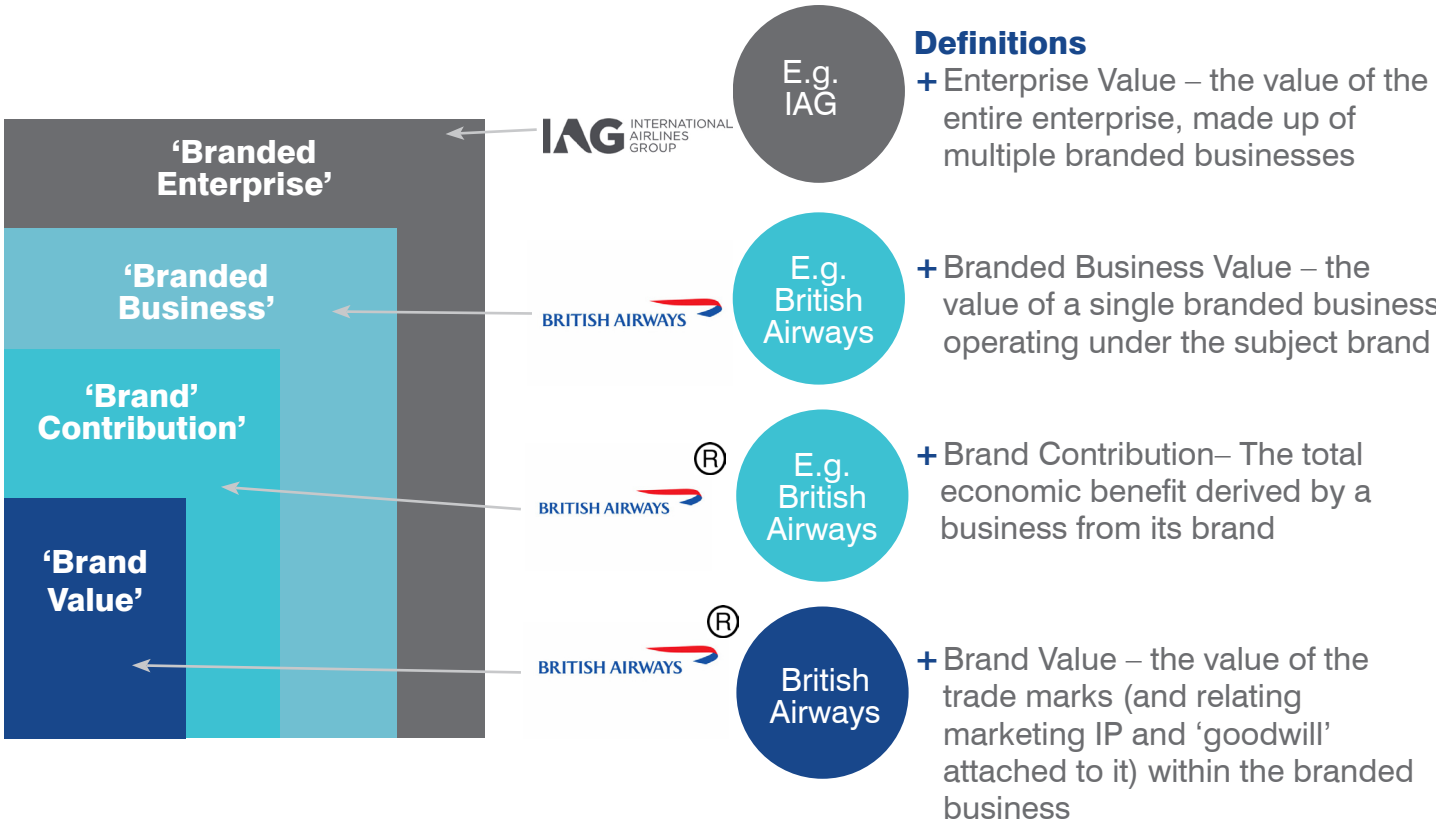 ‘Branded
Enterprise’
‘Branded
Business’
‘Brand’
Contribution’
‘Brand
Value’
IAG INTERNATIONAL
AIRLINES
GROUP
BRITISH AIRWAYS
®
BRITISH AIRWAYS
®
BRITISH AIRWAYS
E.g.
IAG
E.g.
British
Airways
E.g.
British
Airways
British
Airways
Definitions
+ Enterprise Value – the value of the
entire enterprise, made up of
multiple branded businesses
+ Branded Business Value – the
value of a single branded business
operating under the subject brand
+ Brand Contribution– The total
economic benefit derived by a
business from its brand
+ Brand Value – the value of the
trade marks (and relating
marketing IP and ‘goodwill’
attached to it) within the branded
business